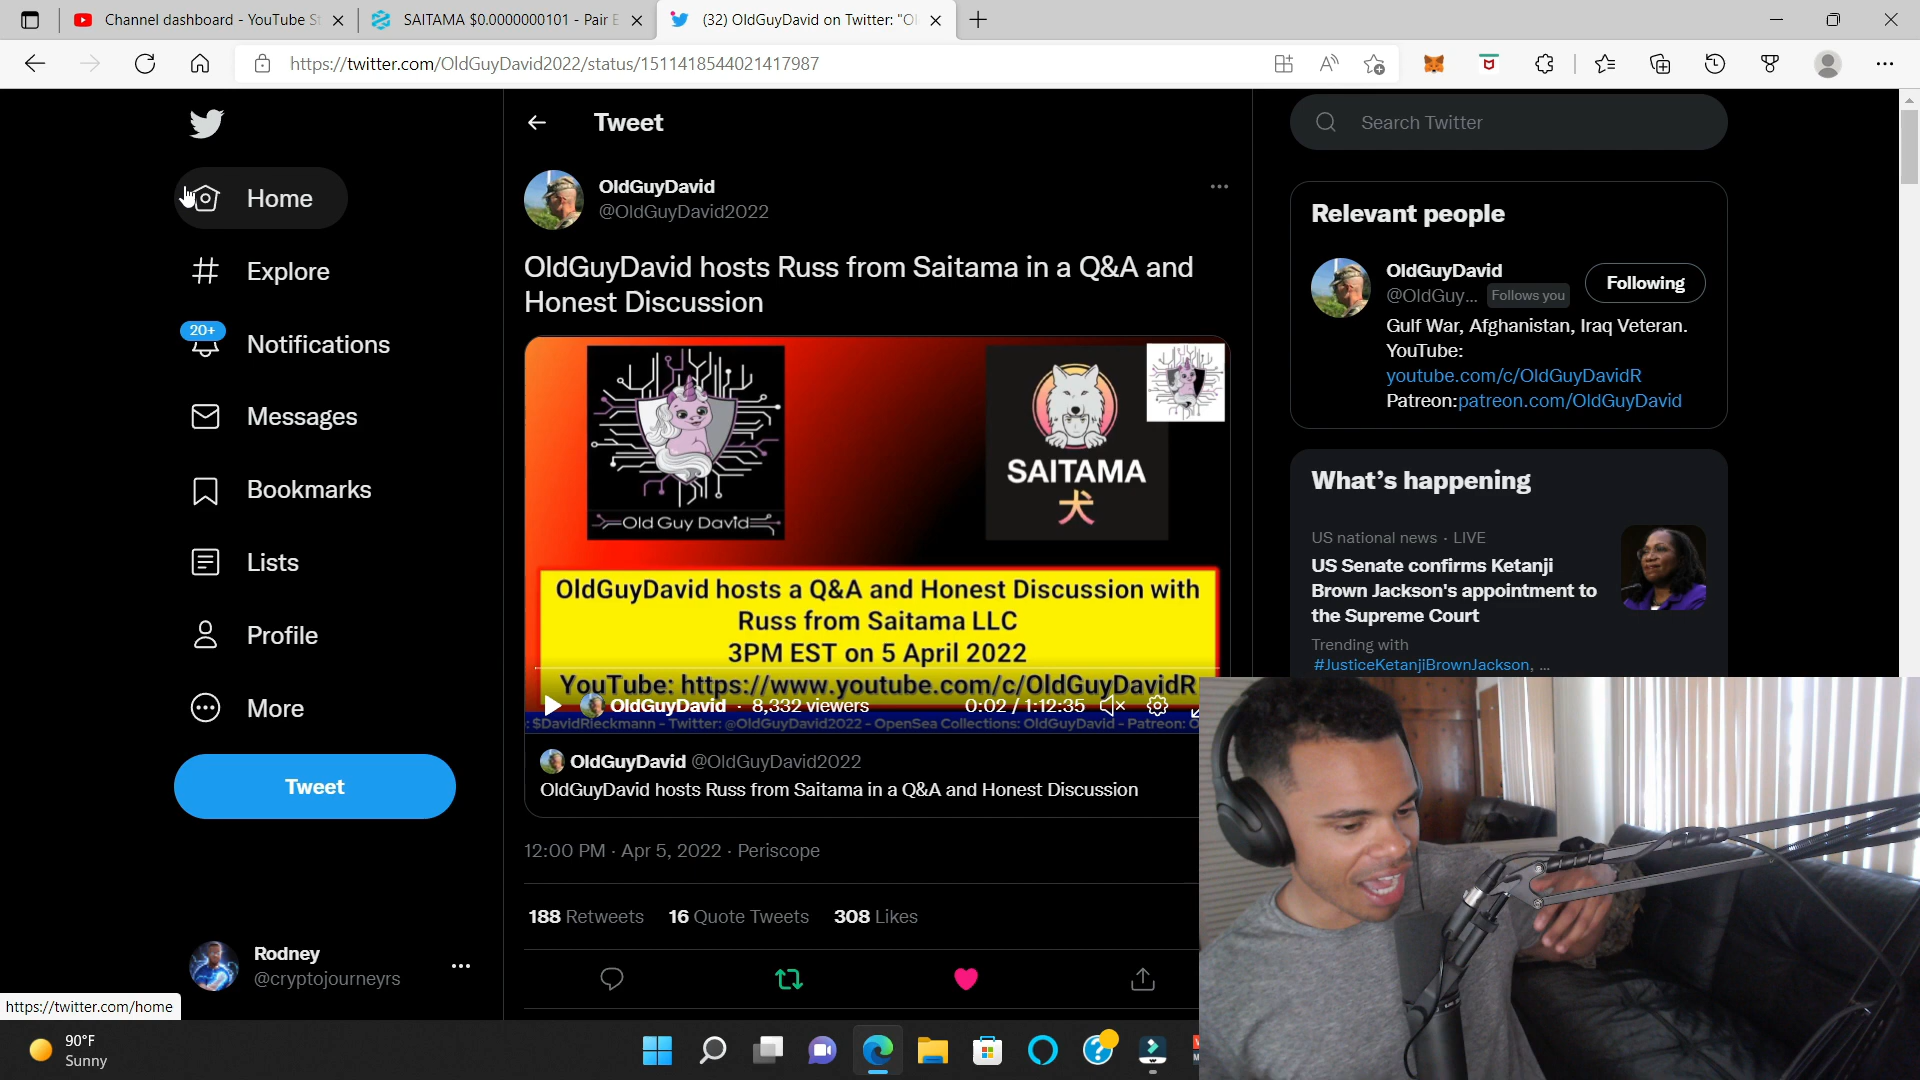 Channel dashboard - YouTube S
SAITAMA $0.0000000101 - Pair E
(32) OldGuyDavid on Twitter: "Ol
https://twitter.com/OldGuyDavid2022/status/1511418544021417987
Home
Explore
20+
Notifications
Messages
Bookmarks
Lists
Profile
More
Tweet
Rodney
@cryptojourneyrs
https://twitter.com/home
Tweet
OldGuyDavid
@OldGuyDavid2022
OldGuyDavid hosts Russ from Saitama in a Q&A and
Honest Discussion
Old Guy David
SAITAMA
犬
OldGuyDavid hosts a Q&A and Honest Discussion with
Russ from Saitama LLC
3PM EST on 5 April 2022
YouTube: https://www.youtube.com/c/OldGuyDavidR
OldGuyDavid · 8,332 viewers
0:02 / 1:12:35
: $DavidRieckmann - Twitter: @OldGuyDavid2022 - OpenSea Collections: OldGuyDavid - Patreon: O
OldGuyDavid @OldGuyDavid2022
OldGuyDavid hosts Russ from Saitama in a Q&A and Honest Discussion
12:00 PM · Apr 5, 2022 · Periscope
188 Retweets 16 Quote Tweets 308 Likes
Search Twitter
Relevant people
OldGuyDavid
@OldGuy... Follows you
Following
Gulf War, Afghanistan, Iraq Veteran.
YouTube:
youtube.com/c/OldGuyDavidR
Patreon:patreon.com/OldGuyDavid
What's happening
US national news · LIVE
US Senate confirms Ketanji
Brown Jackson's appointment to
the Supreme Court
Trending with
#JusticeKetanjiBrownJackson, ...
90°F
Sunny